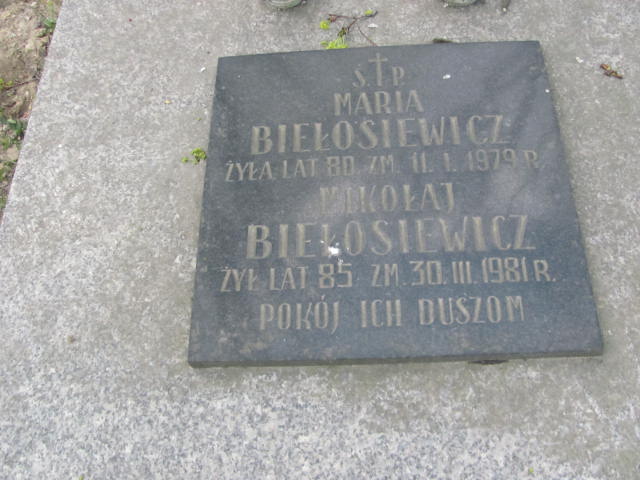 Ś.†P.
MARIA
BIEŁOSIEWICZ
ŻYŁA LAT 80. ZM. 11. I. 1979 R.
MIKOŁAJ
BIEŁOSIEWICZ
ŻYŁ LAT 85 ZM. 30. III. 1981 R.
POKÓJ ICH DUSZOM